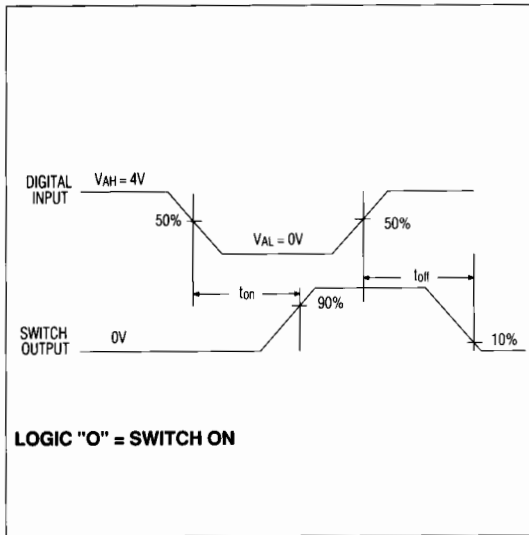 DIGITAL
INPUT
VAH = 4V
50%
VAL = 0V
50%
ton
toff
90%
SWITCH
OUTPUT
0V
10%
LOGIC "O" = SWITCH ON